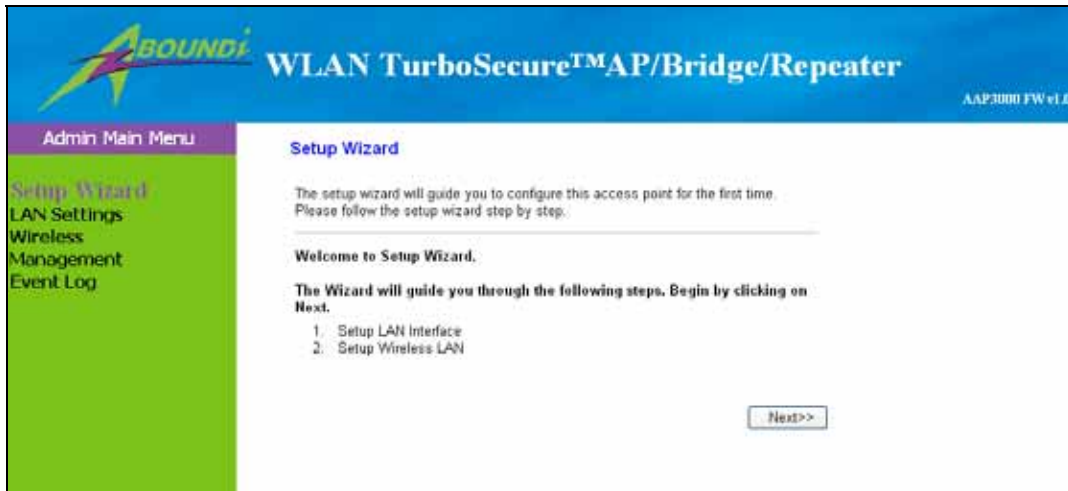 ABOUNDi
WLAN TurboSecure™AP/Bridge/Repeater
AAP3000 FW
Admin Main Menu
Setup Wizard
LAN Settings
Wireless
Management
Event Log
Setup Wizard
The setup wizard will guide you to configure this access point for the first time.
Please follow the setup wizard step by step.
Welcome to Setup Wizard.
The Wizard will guide you through the following steps. Begin by clicking on
Next.
1. Setup LAN Interface
2. Setup Wireless LAN
Next>>